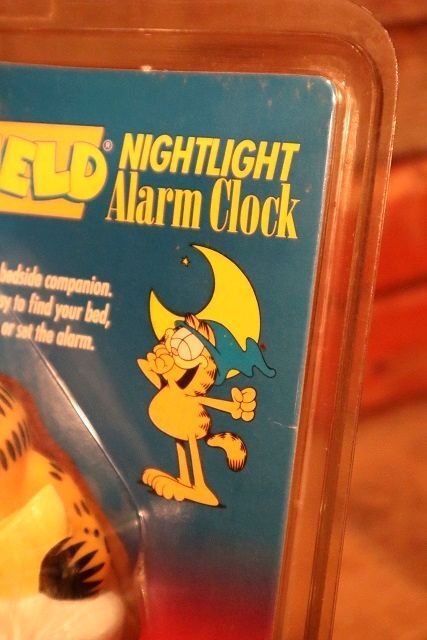 ELD® NIGHTLIGHT
Alarm Clock
bedside companion.
to find your bed,
or set the alarm.